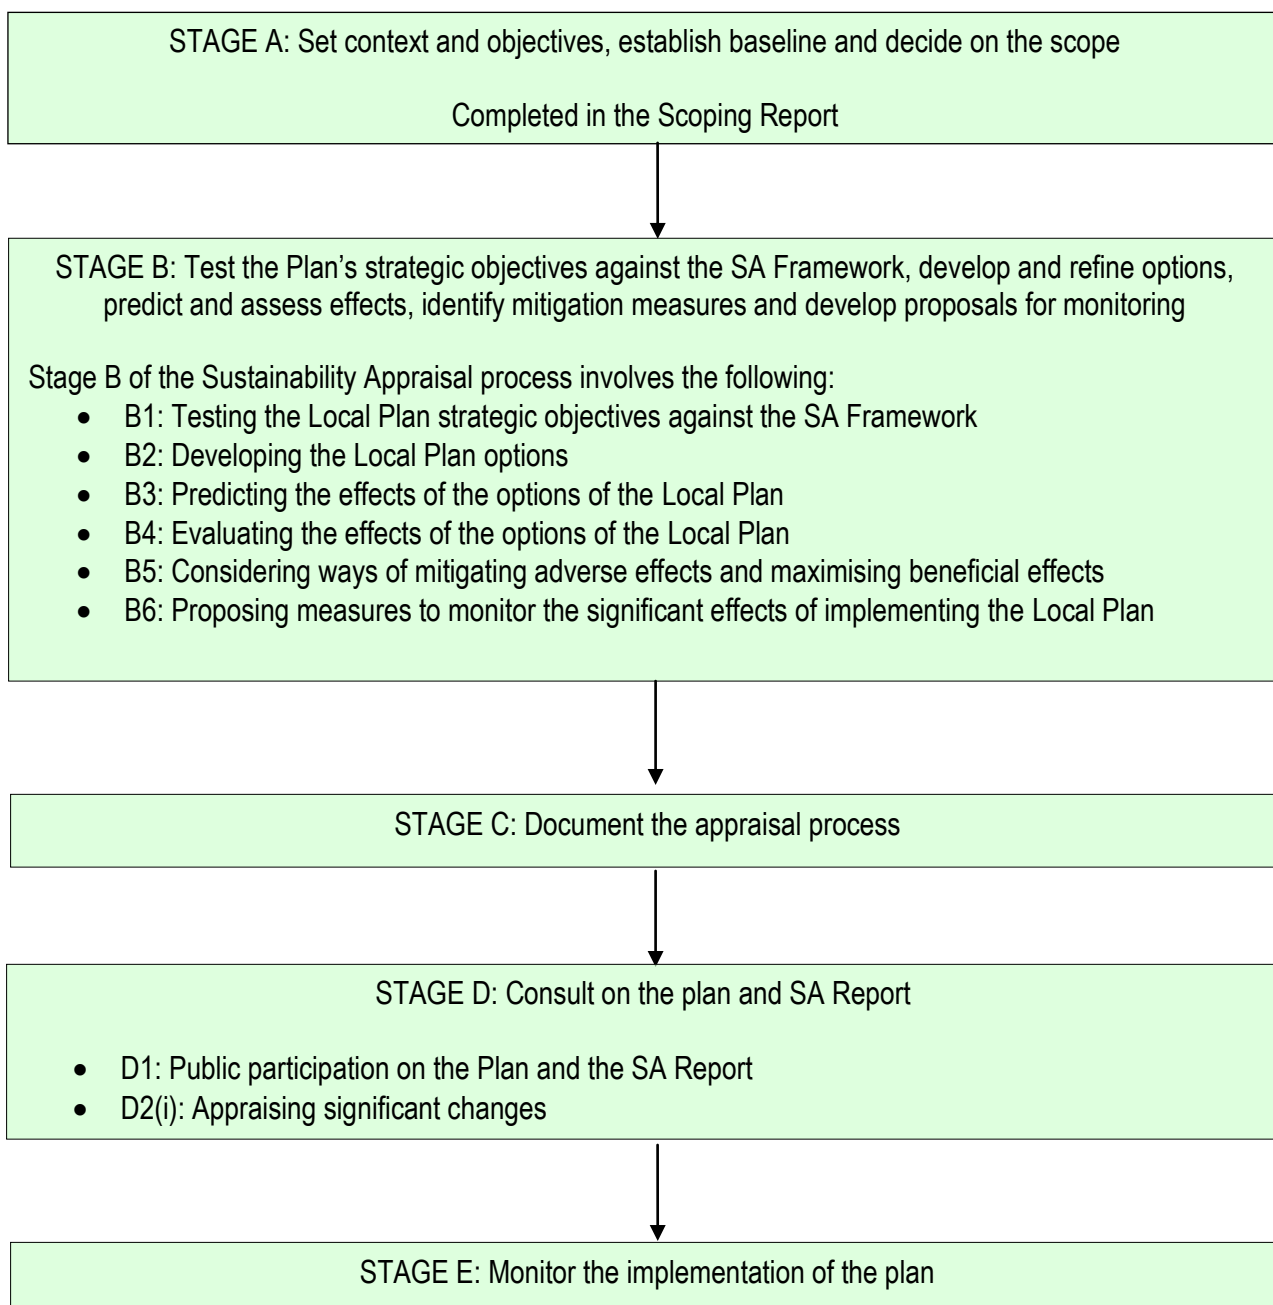 STAGE A: Set context and objectives, establish baseline and decide on the scope
Completed in the Scoping Report
STAGE B: Test the Plan’s strategic objectives against the SA Framework, develop and refine options,
predict and assess effects, identify mitigation measures and develop proposals for monitoring
Stage B of the Sustainability Appraisal process involves the following:
• B1: Testing the Local Plan strategic objectives against the SA Framework
• B2: Developing the Local Plan options
• B3: Predicting the effects of the options of the Local Plan
• B4: Evaluating the effects of the options of the Local Plan
• B5: Considering ways of mitigating adverse effects and maximising beneficial effects
• B6: Proposing measures to monitor the significant effects of implementing the Local Plan
STAGE C: Document the appraisal process
STAGE D: Consult on the plan and SA Report
• D1: Public participation on the Plan and the SA Report
• D2(i): Appraising significant changes
STAGE E: Monitor the implementation of the plan